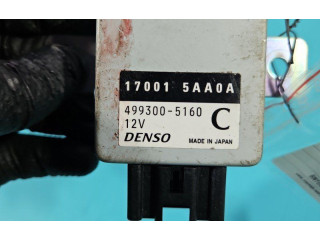 17001 5AA0A
499300-5160
12V C
DENSO MADE IN JAPAN